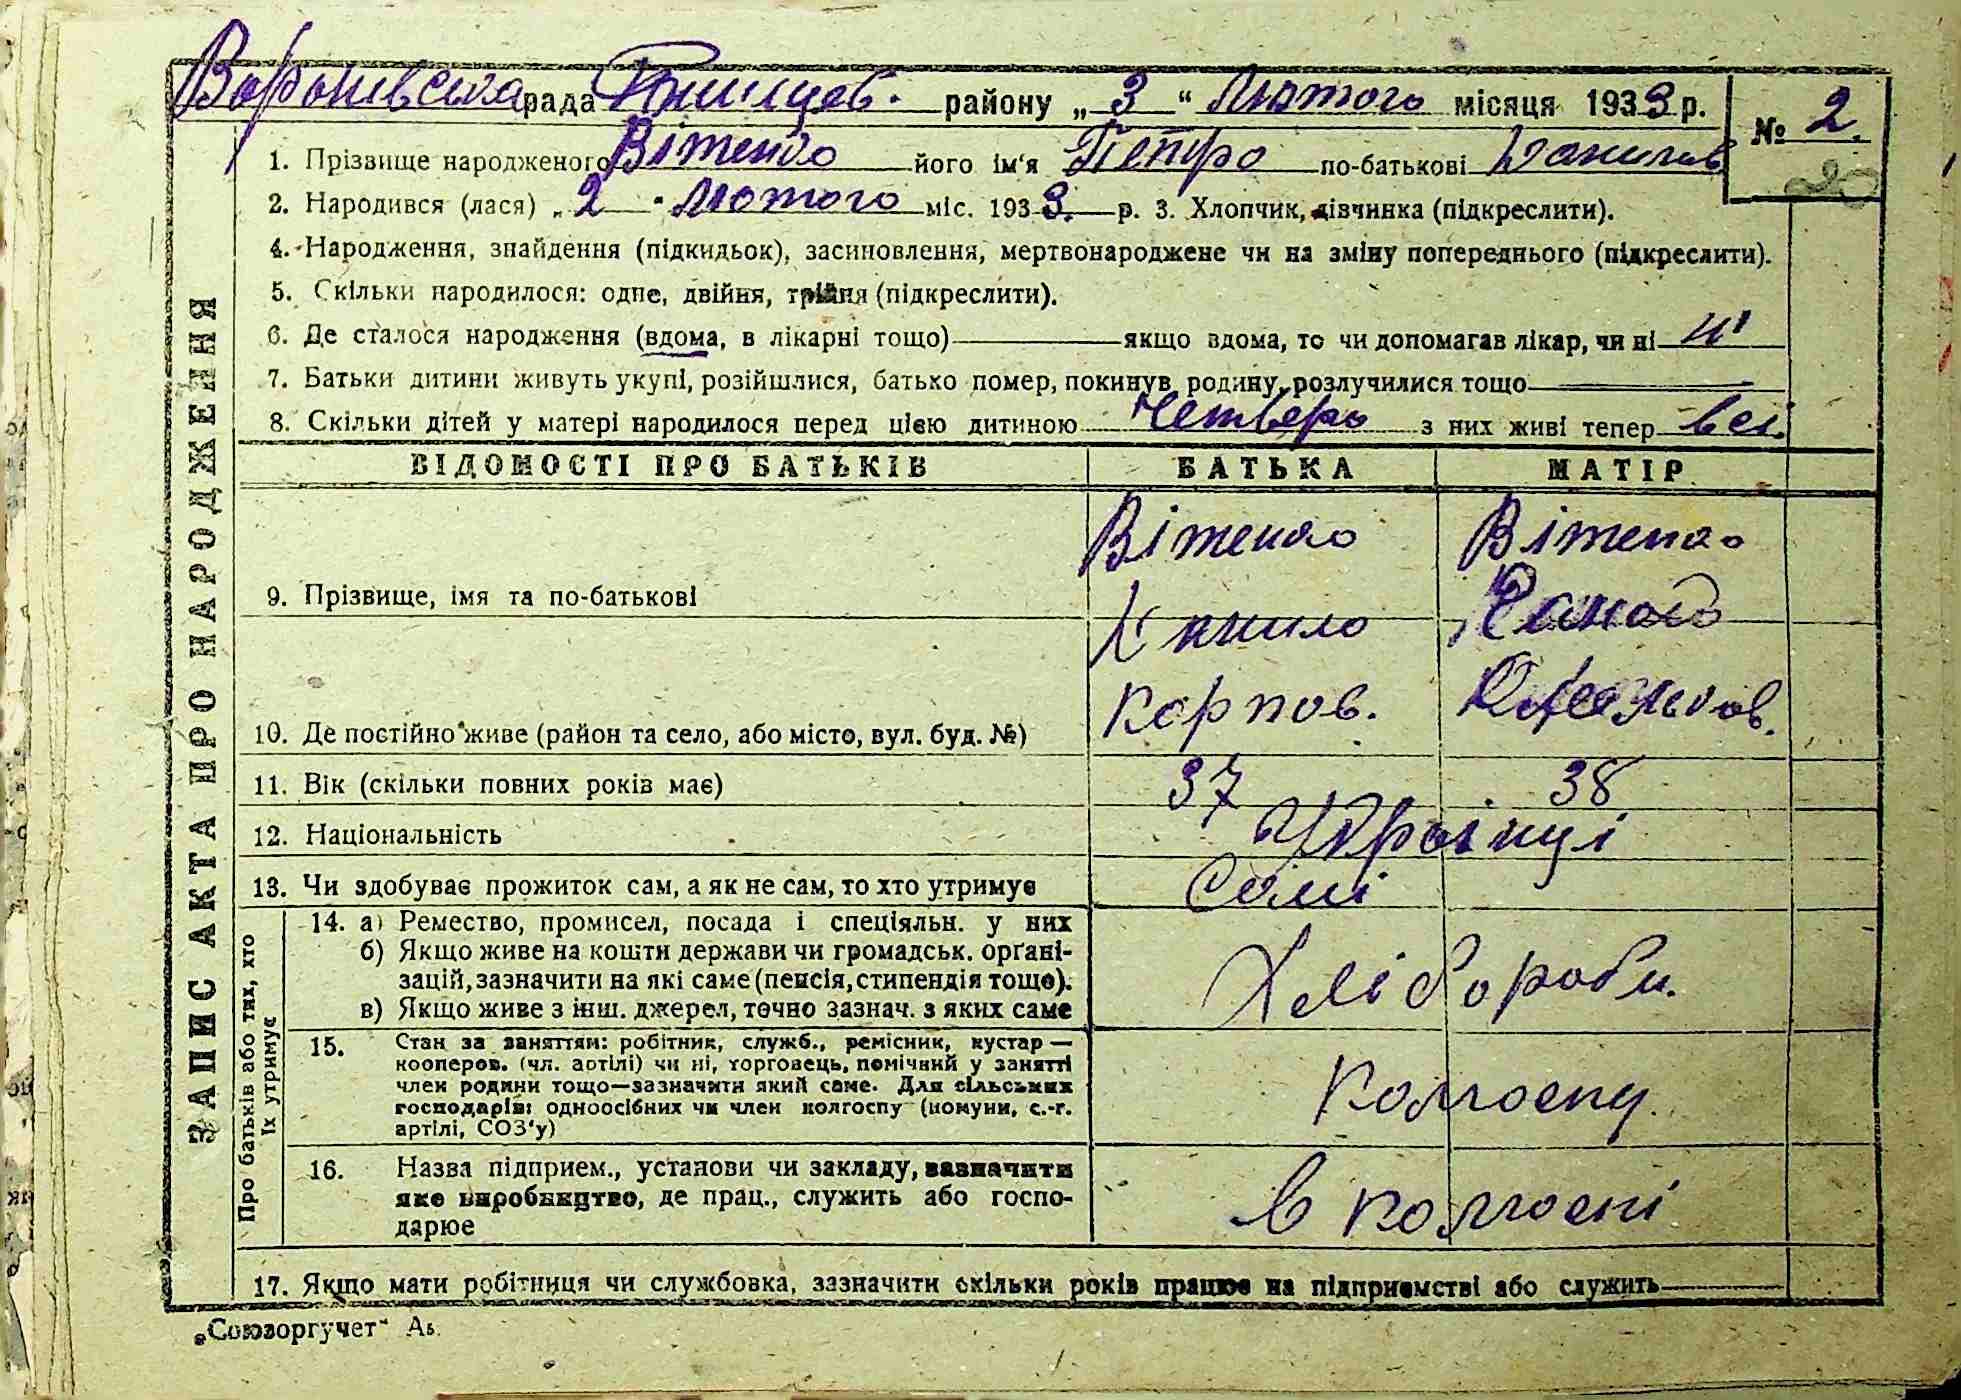 Воронівська рада районуּ „ 3 “ Лютого місяця 1933 р.
№ 2.
1. Прізвище народженого Вітенко його ім'я Петро по-батькові Данилов
2. Народився (лася) „ 2 " Лютого міс. 1933. р. 3. Хлопчик, дівчинка (підкреслити).
4. Народження, знайдення (підкидьок), засиновлення, мертвонароджене чи на зміну попереднього (підкреслити).
5. Скільки народилося: одне, двійня, трійня (підкреслити).
6. Де сталося народження (вдома, в лікарні тощо) якщо вдома, то чи допомагав лікар, чи ні ні
7. Батьки дитини живуть укупі, розійшлися, батько помер, покинув родину, розлучилися тощо
8. Скільки дітей у матері народилося перед цією дитиною Четверо з них живі тепер всі.
ЗАПИС АКТА ПРО НАРОДЖЕННЯ
ВІДОМОСТІ ПРО БАТЬКІВ БАТЬКА МАТІР
Вітенко Вітенко
9. Прізвище, імя та по-батькові
Данило
Карпов.
10. Де постійно живе (район та село, або місто, вул. буд. №)
11. Вік (скільки повних років має) 37 38
12. Національність Українці
13. Чи здобуває прожиток сам, а як не сам, то хто утримує Самі
Про батьків або тих, хто
їх утримує
14. а) Ремество, промисел, посада і спеціяльн. у них
б) Якщо живе на кошти держави чи громадськ. орґані-
зацій, зазначити на які саме (пенсія, стипендія тощо).
в) Якщо живе з інш. джерел, точно зазнач. з яких саме
Хлібороби.
15. Стан за заняттям: робітник, служб., ремісник, кустар —
кооперов. (чл. артілі) чи ні, торговець, помічний у занятті
член родини тощо—зазначити який саме. Для сільських
господарів: одноосібних чи член колгоспу (комуни, с.-г.
артілі, СОЗ'у)
Колгоспу.
16. Назва підприєм., установи чи закладу, зазначити
яке виробництво, де прац., служить або госпо-
дарює
в колгоспі
17. Якщо мати робітниця чи службовка, зазначити скільки років працює на підприємстві або служить
„Союзоргучет“ Аь.